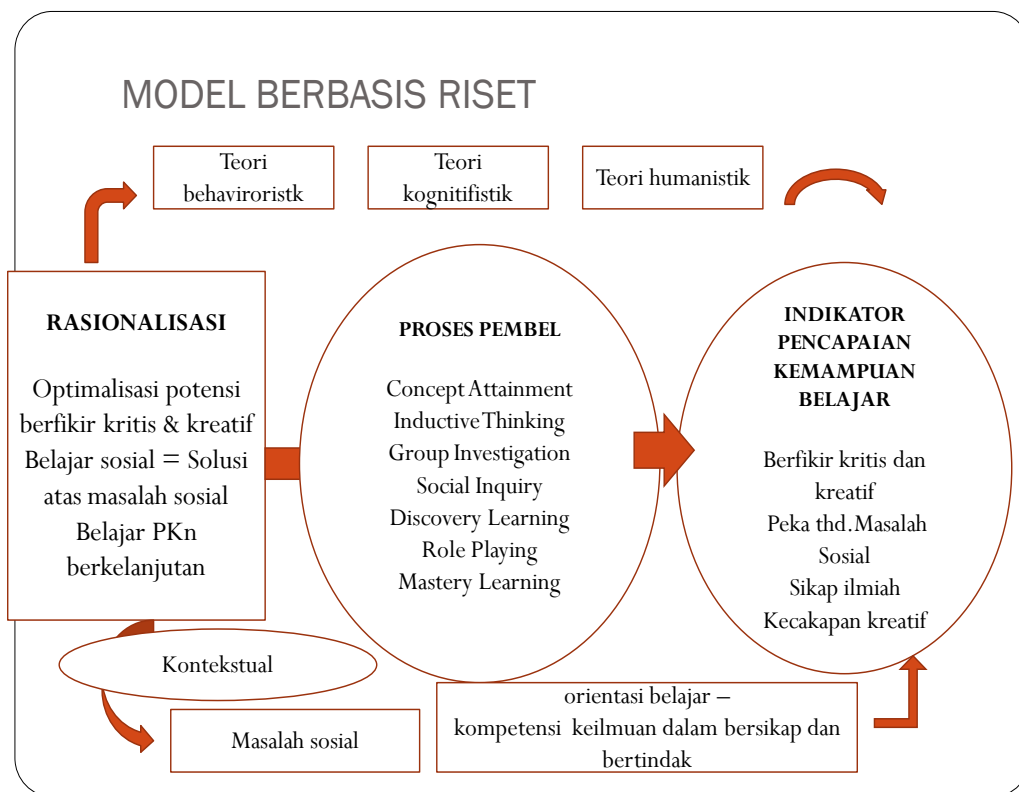 MODEL BERBASIS RISET
Teori
behaviroristk
Teori
kognitifistik
Teori humanistik
RASIONALISASI
Optimalisasi potensi
berfikir kritis & kreatif
Belajar sosial = Solusi
atas masalah sosial
Belajar PKn
berkelanjutan
PROSES PEMBEL
Concept Attainment
Inductive Thinking
Group Investigation
Social Inquiry
Discovery Learning
Role Playing
Mastery Learning
INDIKATOR
PENCAPAIAN
KEMAMPUAN
BELAJAR
Berfikir kritis dan
kreatif
Peka thd.Masalah
Sosial
Sikap ilmiah
Kecakapan kreatif
Kontekstual
Masalah sosial
orientasi belajar –
kompetensi keilmuan dalam bersikap dan
bertindak